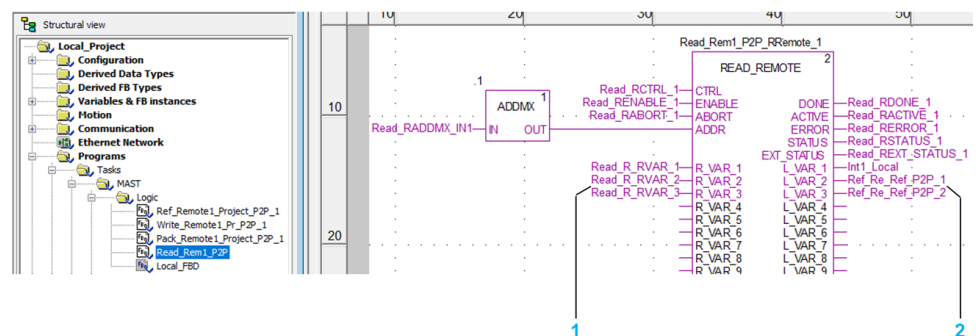 Structural view
Local_Project
Configuration
Derived Data Types
Derived FB Types
Variables & FB instances
Motion
Communication
Ethernet Network
Programs
Tasks
MAST
Logic
Ref_Remote1_Project_P2P_1
Write_Remote1_Pr_P2P_1
Pack_Remote1_Project_P2P_1
Read_Rem1_P2P
Local_FBD
10 20 30 40 50
Read_Rem1_P2P_RRemote_1
2
READ_REMOTE
.1
ADDMX 1
10
Read_RADDMX_IN1 IN OUT
Read_RCTRL_1 CTRL
Read_RENABLE_1 ENABLE DONE Read_RDONE_1
Read_RABORT_1 ABORT ACTIVE Read_RACTIVE_1
ADDR ERROR Read_RERROR_1
STATUS Read_RSTATUS_1
EXT_STATUS Read_REXT_STATUS_1
Read_R_RVAR_1 R_VAR_1 L_VAR_1 Int1_Local
Read_R_RVAR_2 R_VAR_2 L_VAR_2 Ref_Re_Ref_P2P_1
Read_R_RVAR_3 R_VAR_3 L_VAR_3 Ref_Re_Ref_P2P_2
R_VAR_4 L_VAR_4
R_VAR_5 L_VAR_5
20 R_VAR_6 L_VAR_6
R_VAR_7 L_VAR_7
R_VAR_8 L_VAR_8
R_VAR_9 L_VAR_9
1 2